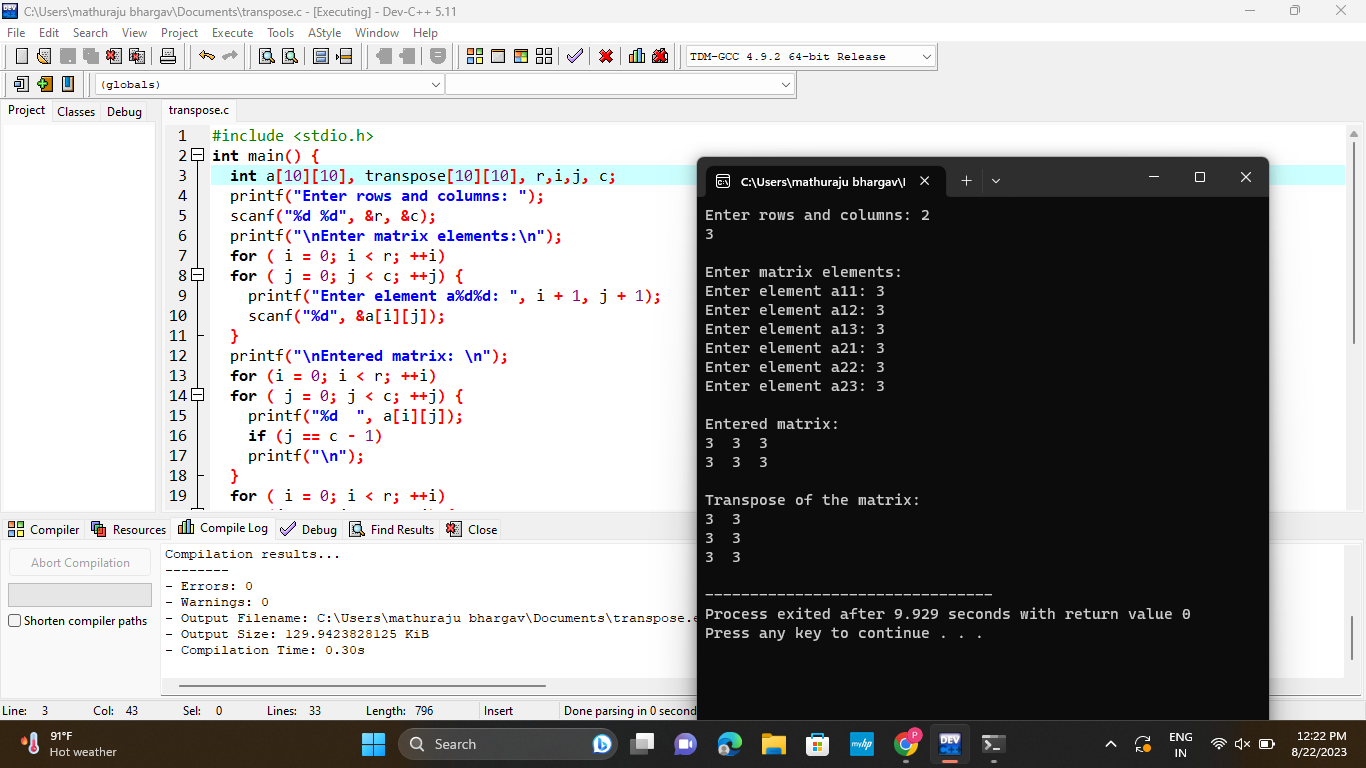 C:\Users\mathuraju bhargav\Documents\transpose.c - [Executing] - Dev-C++ 5.11
File Edit Search View Project Execute Tools AStyle Window Help
TDM-GCC 4.9.2 64-bit Release
(globals)
Project Classes Debug
transpose.c
1 #include <stdio.h>
2 int main() {
3 int a[10][10], transpose[10][10], r,i,j, c;
4 printf("Enter rows and columns: ");
5 scanf("%d %d", &r, &c);
6 printf("\nEnter matrix elements:\n");
7 for ( i = 0; i < r; ++i)
8 for ( j = 0; j < c; ++j) {
9 printf("Enter element a%d%d: ", i + 1, j + 1);
10 scanf("%d", &a[i][j]);
11 }
12 printf("\nEntered matrix: \n");
13 for (i = 0; i < r; ++i)
14 for ( j = 0; j < c; ++j) {
15 printf("%d  ", a[i][j]);
16 if (j == c - 1)
17 printf("\n");
18 }
19 for ( i = 0; i < r; ++i)
C:\Users\mathuraju bhargav\
Enter rows and columns: 2
3
Enter matrix elements:
Enter element a11: 3
Enter element a12: 3
Enter element a13: 3
Enter element a21: 3
Enter element a22: 3
Enter element a23: 3
Entered matrix:
3  3  3
3  3  3
Transpose of the matrix:
3  3
3  3
3  3
--------------------------------
Process exited after 9.929 seconds with return value 0
Press any key to continue . . .
Compiler Resources Compile Log Debug Find Results Close
Abort Compilation
Shorten compiler paths
Compilation results...
--------
- Errors: 0
- Warnings: 0
- Output Filename: C:\Users\mathuraju bhargav\Documents\transpose.e
- Output Size: 129.9423828125 KiB
- Compilation Time: 0.30s
Line: 3 Col: 43 Sel: 0 Lines: 33 Length: 796 Insert Done parsing in 0 second
91°F
Hot weather
Search
myhp
P
DEV
ENG
IN
12:22 PM
8/22/2023